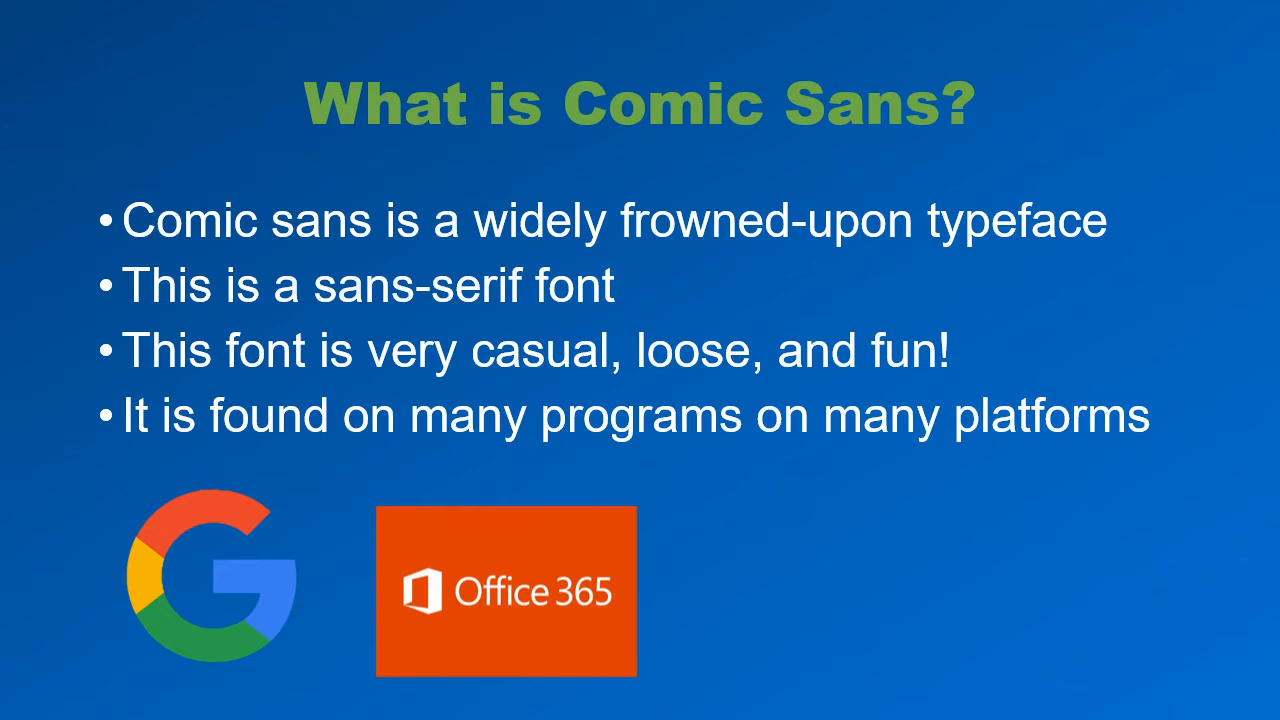 What is Comic Sans?
• Comic sans is a widely frowned-upon typeface
• This is a sans-serif font
• This font is very casual, loose, and fun!
• It is found on many programs on many platforms
G
Office 365